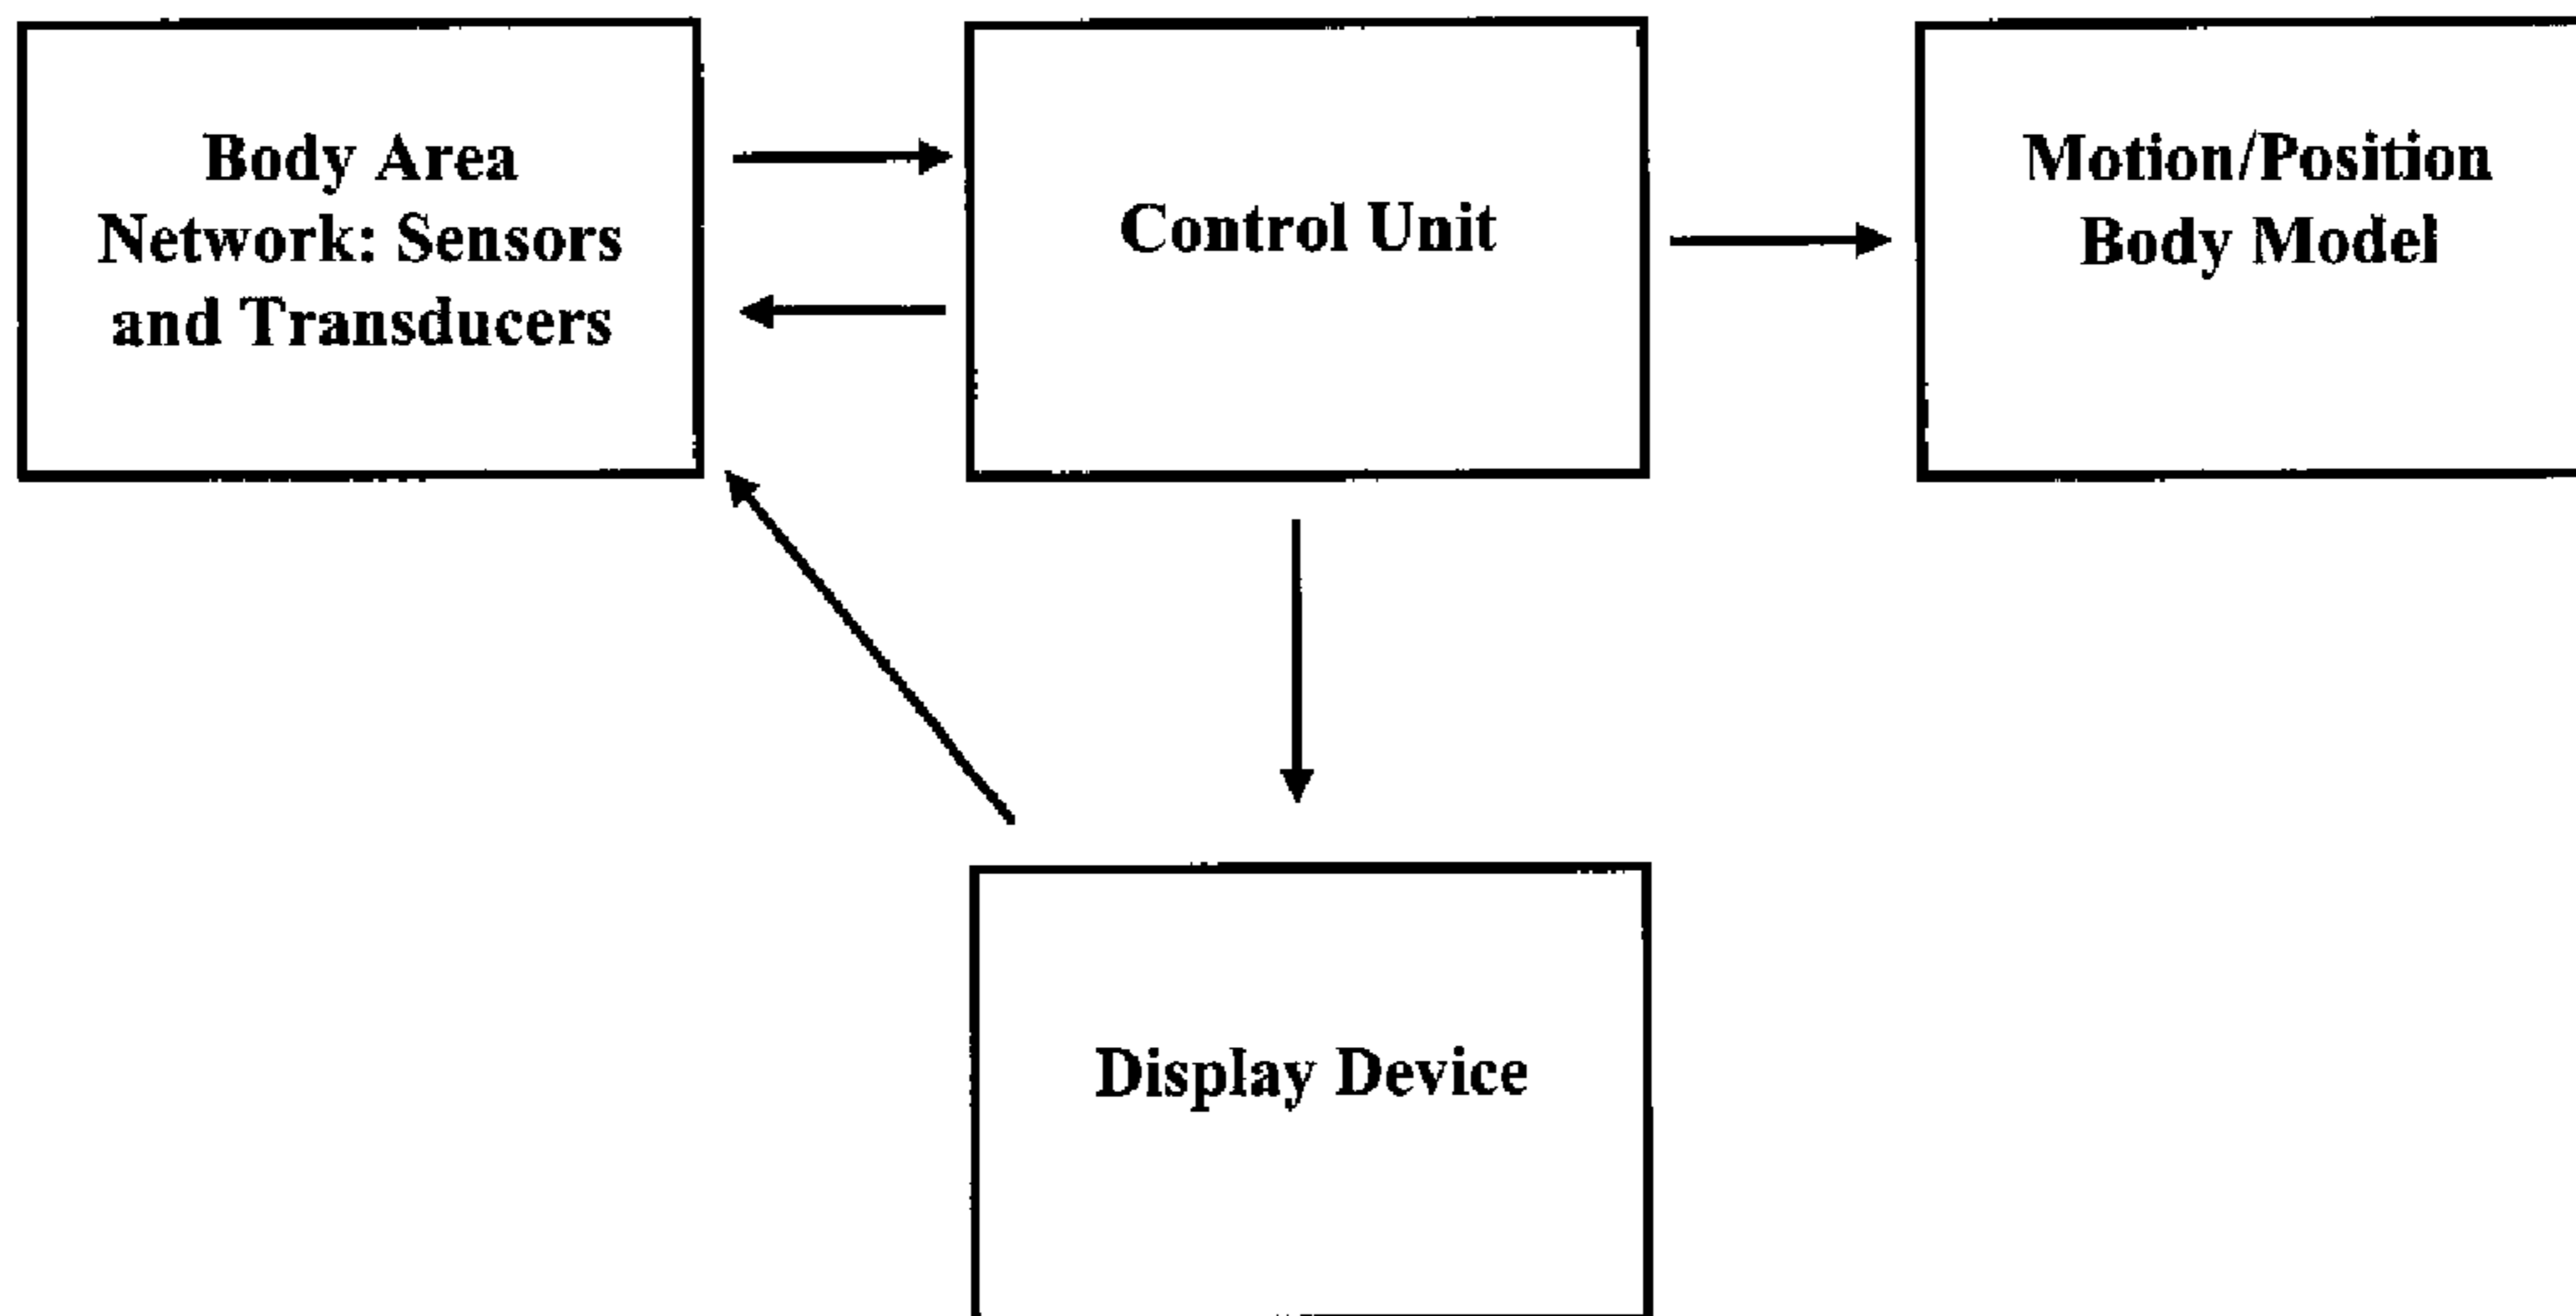 Body Area
Network: Sensors
and Transducers
Control Unit
Motion/Position
Body Model
Display Device